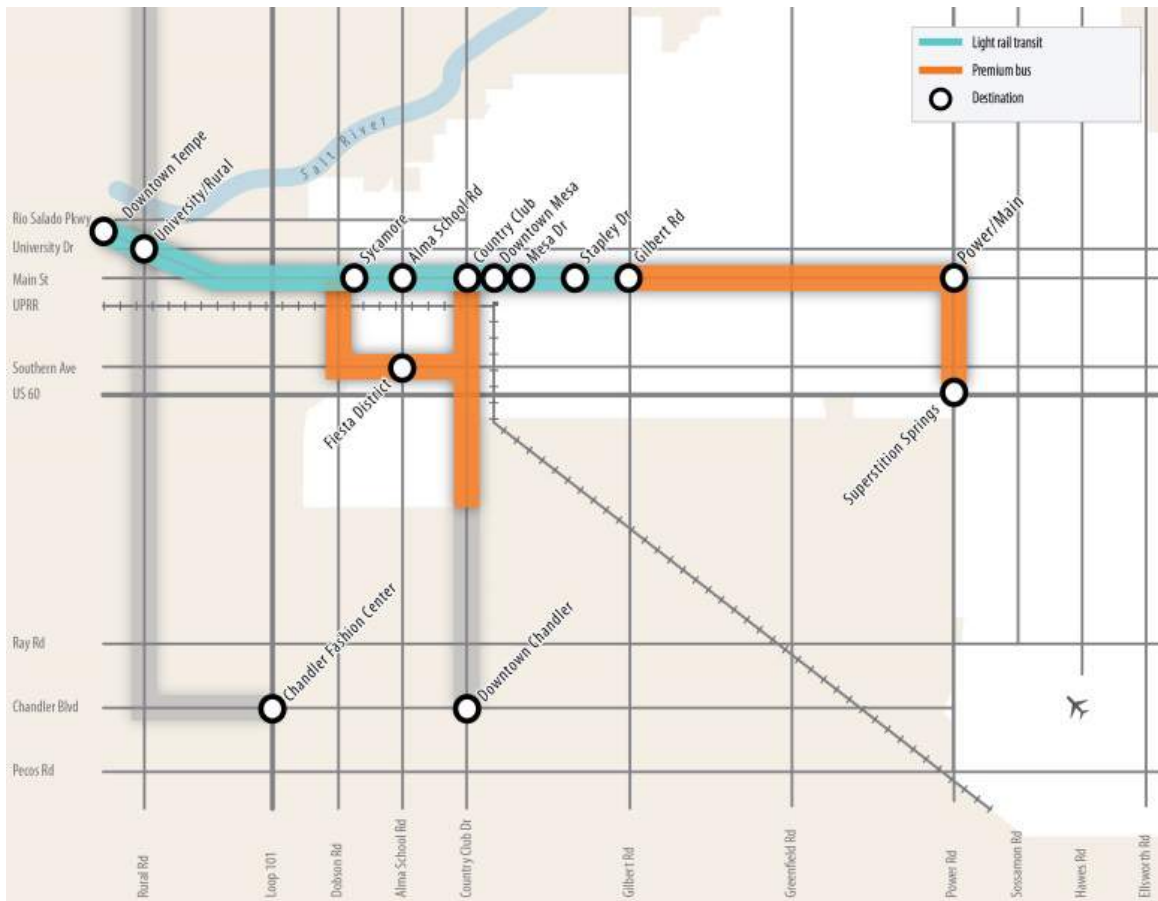 Light rail transit
Premium bus
Destination
Salt River
Downtown Tempe
University/Rural
Sycamore
Alma School Rd
Country Club
Downtown Mesa
Mesa Dr
Stapley Dr
Gilbert Rd
Power/Main
Rio Salado Pkwy
University Dr
Main St
UPRR
Southern Ave
US 60
Fiesta District
Superstition Springs
Chandler Fashion Center
Downtown Chandler
Ray Rd
Chandler Blvd
Pecos Rd
Rural Rd
Loop 101
Dobson Rd
Alma School Rd
Country Club Dr
Gilbert Rd
Greenfield Rd
Power Rd
Sossamon Rd
Hawes Rd
Ellsworth Rd